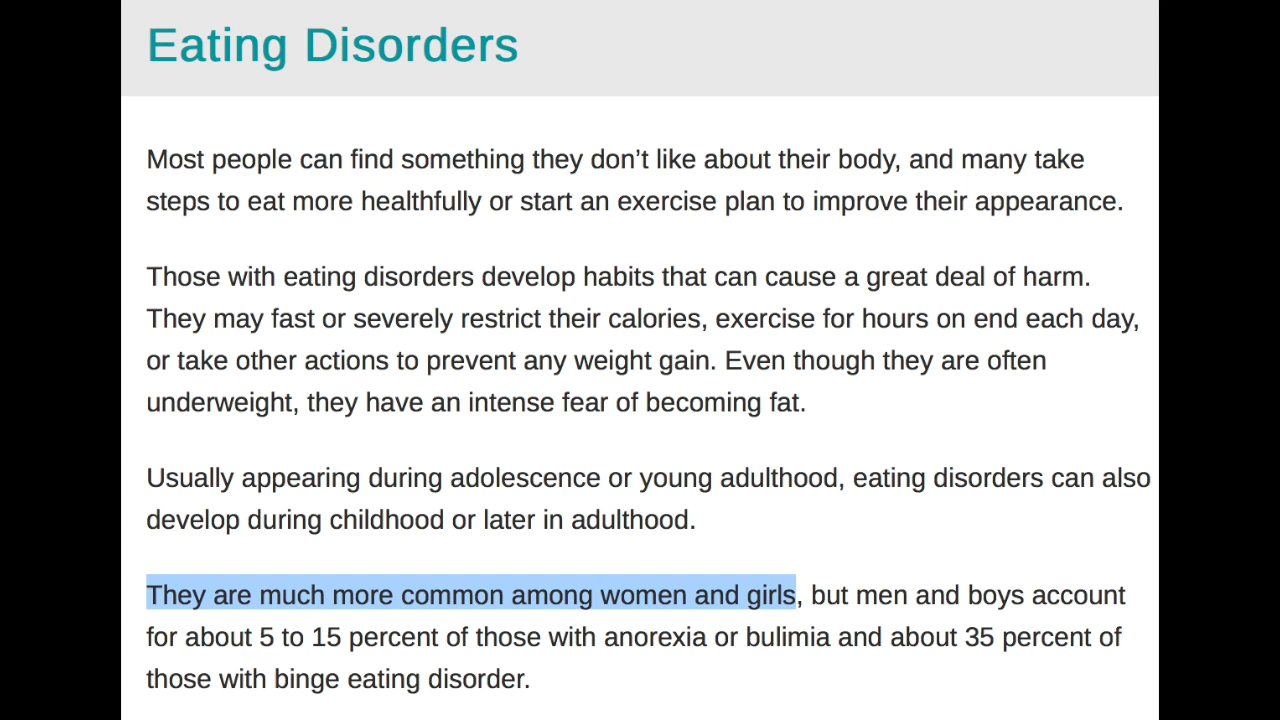 Eating Disorders
Most people can find something they don’t like about their body, and many take
steps to eat more healthfully or start an exercise plan to improve their appearance.
Those with eating disorders develop habits that can cause a great deal of harm.
They may fast or severely restrict their calories, exercise for hours on end each day,
or take other actions to prevent any weight gain. Even though they are often
underweight, they have an intense fear of becoming fat.
Usually appearing during adolescence or young adulthood, eating disorders can also
develop during childhood or later in adulthood.
They are much more common among women and girls, but men and boys account
for about 5 to 15 percent of those with anorexia or bulimia and about 35 percent of
those with binge eating disorder.